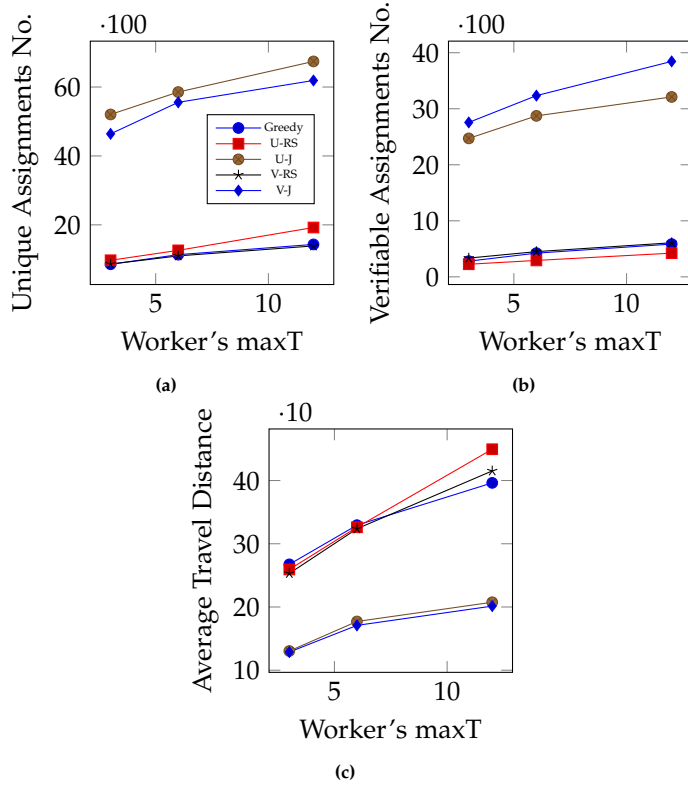 ·100
Unique Assignments No.
60
40
20
Greedy
U-RS
U-J
V-RS
V-J
5
10
Worker's maxT
(a)
·100
Verifiable Assignments No.
40
30
20
10
0
5
10
Worker's maxT
(b)
·10
Average Travel Distance
40
30
20
10
5
10
Worker's maxT
(c)